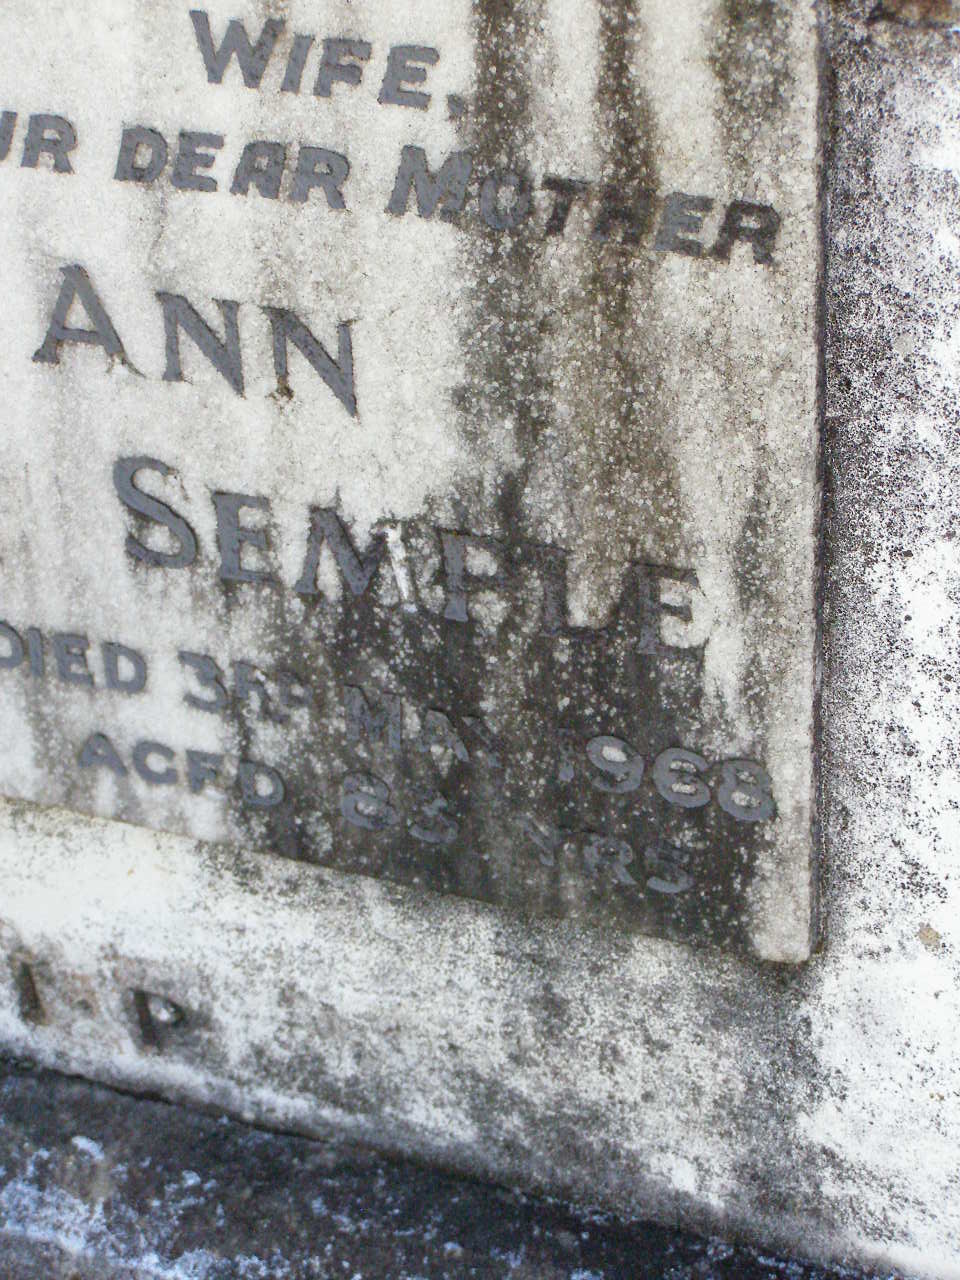 WIFE,
UR DEAR MOTHER
ANN
SEMPLE
DIED 3RD MAY 1968
AGED 83 YRS
I. P